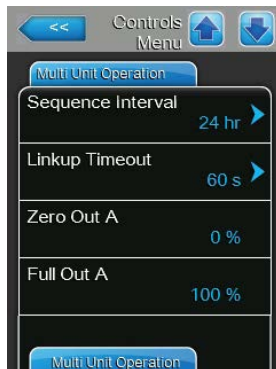 <<
Controls
Menu
Multi Unit Operation
Sequence Interval
24 hr
Linkup Timeout
60 s
Zero Out A
0 %
Full Out A
100 %
Multi Unit Operation